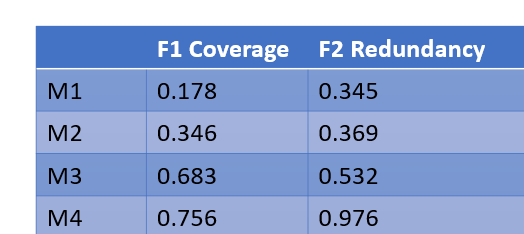 F1 Coverage F2 Redundancy
M1 0.178 0.345
M2 0.346 0.369
M3 0.683 0.532
M4 0.756 0.976